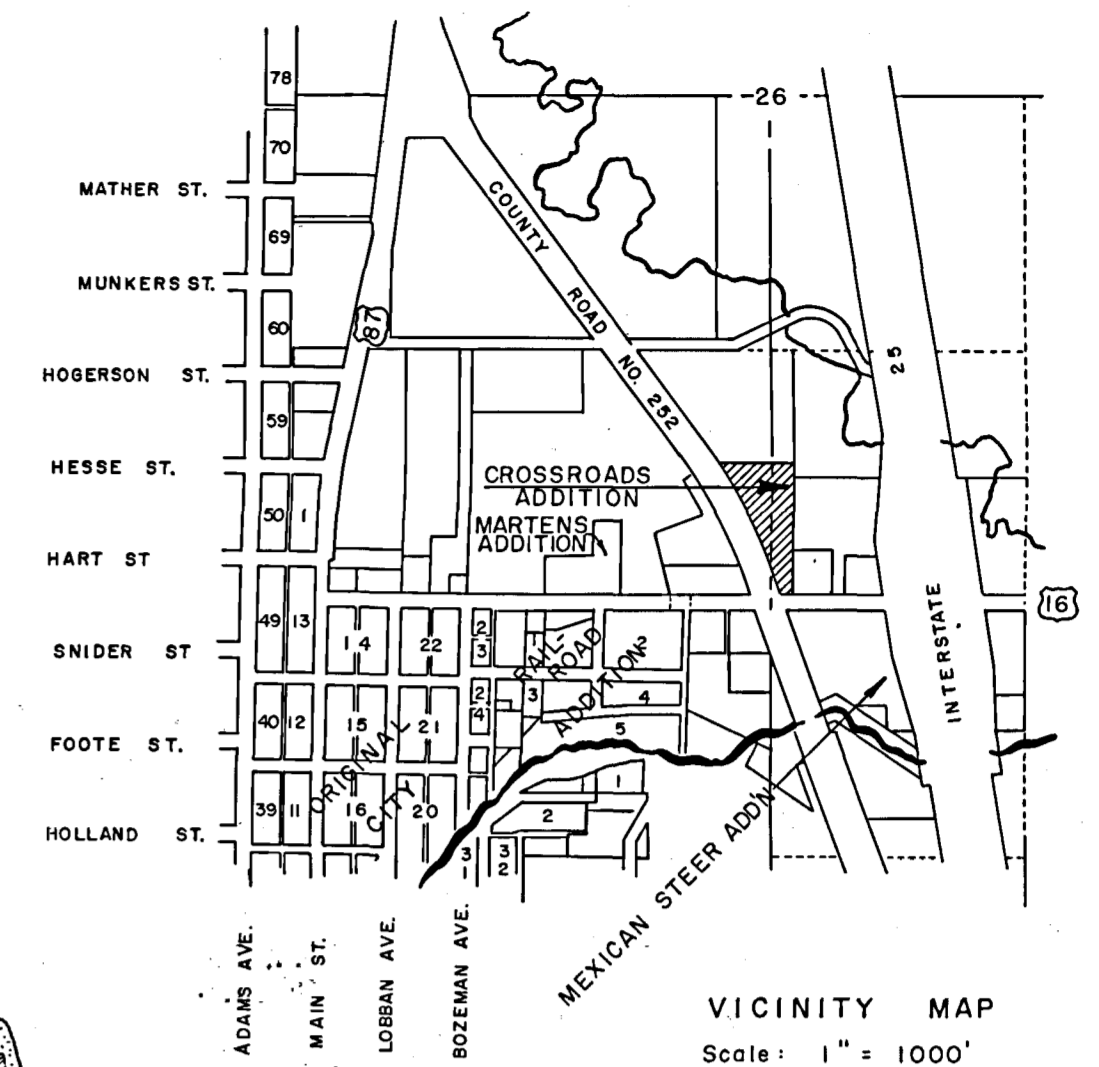 78
26
70
MATHER ST.
COUNTY ROAD NO. 252
69
MUNKERS ST.
60
87
HOGERSON ST.
25
59
HESSE ST.
CROSSROADS
ADDITION
50 1
MARTENS
ADDITION
HART ST
INTERSTATE
16
49 13
14 22
2
3
1
RAIL-
ROAD
ADDITION
2
SNIDER ST
2
4
3
4
40 12
15 21
5
FOOTE ST.
ORIGINAL
CITY
1
39 11
16 20
2
HOLLAND ST.
3
1
3
2
MEXICAN STEER ADD'N
ADAMS AVE.
MAIN ST.
LOBBAN AVE.
BOZEMAN AVE.
VICINITY MAP
Scale: 1" = 1000'